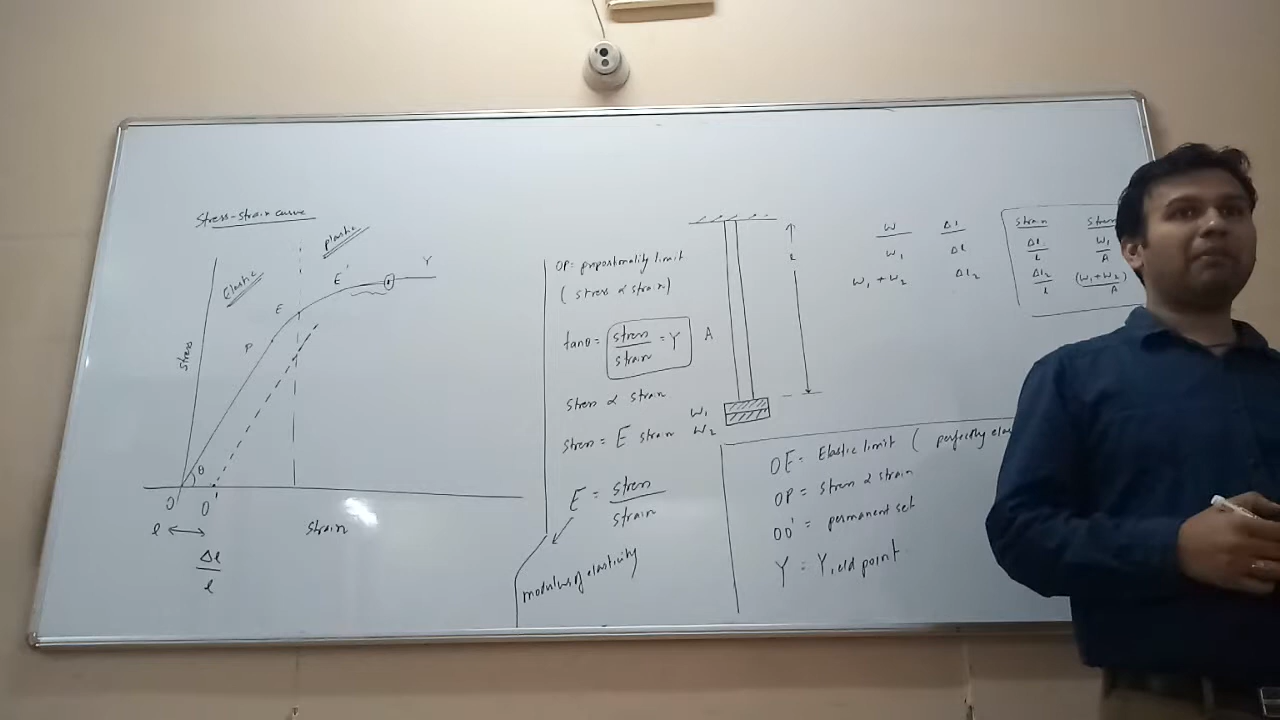 Stress-strain curve
Plastic
Elastic
Stress
P
E
E'
Y
θ
O
O'
l
Δl
l
Strain
OP = propostionality limit
( stress α strain)
tanθ = stress/strain = Y
stress α strain
stress = E strain
E = stress/strain
modulus of elasticity
A
l
W₁
W₂
W Δl
W₁ Δl
W₁ + W₂ Δl₂
Strain
Δl/l W₁/A
Δl₂/l (W₁+W₂)/A
OE = Elastic limit ( perfectly
OP = stress α strain
OO' = permanent set
Y = Yield point